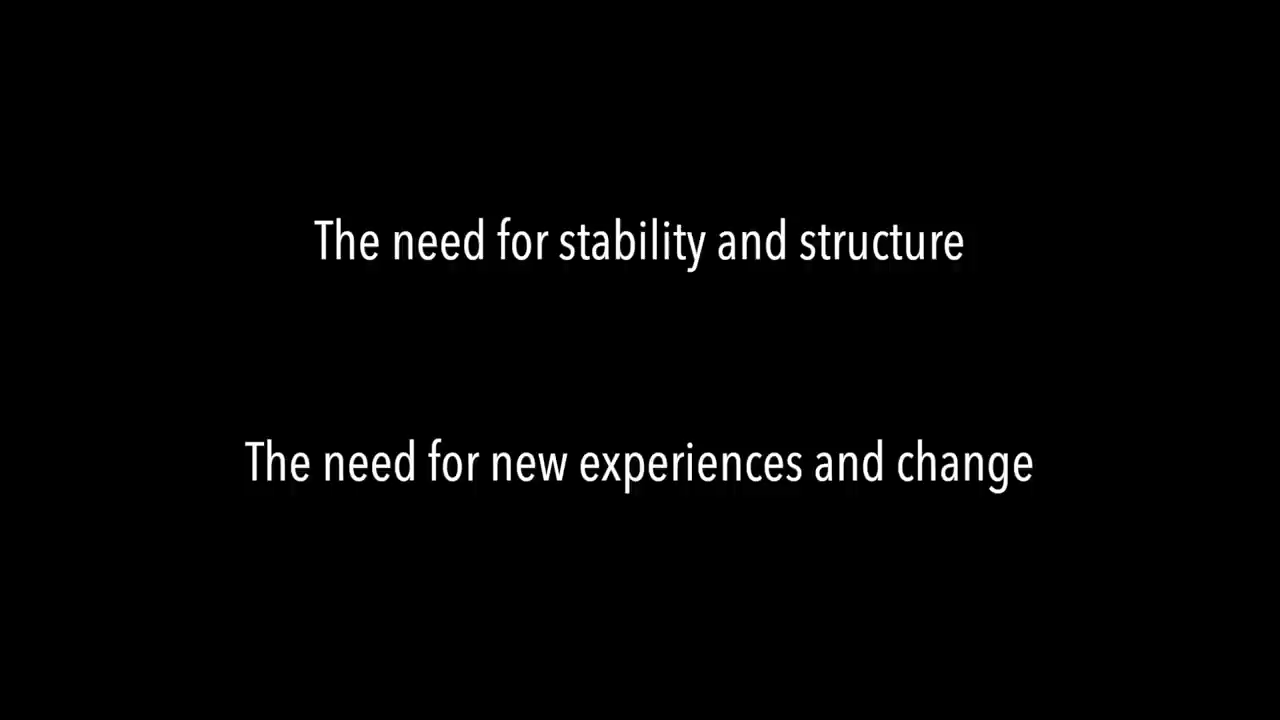 The need for stability and structure
The need for new experiences and change